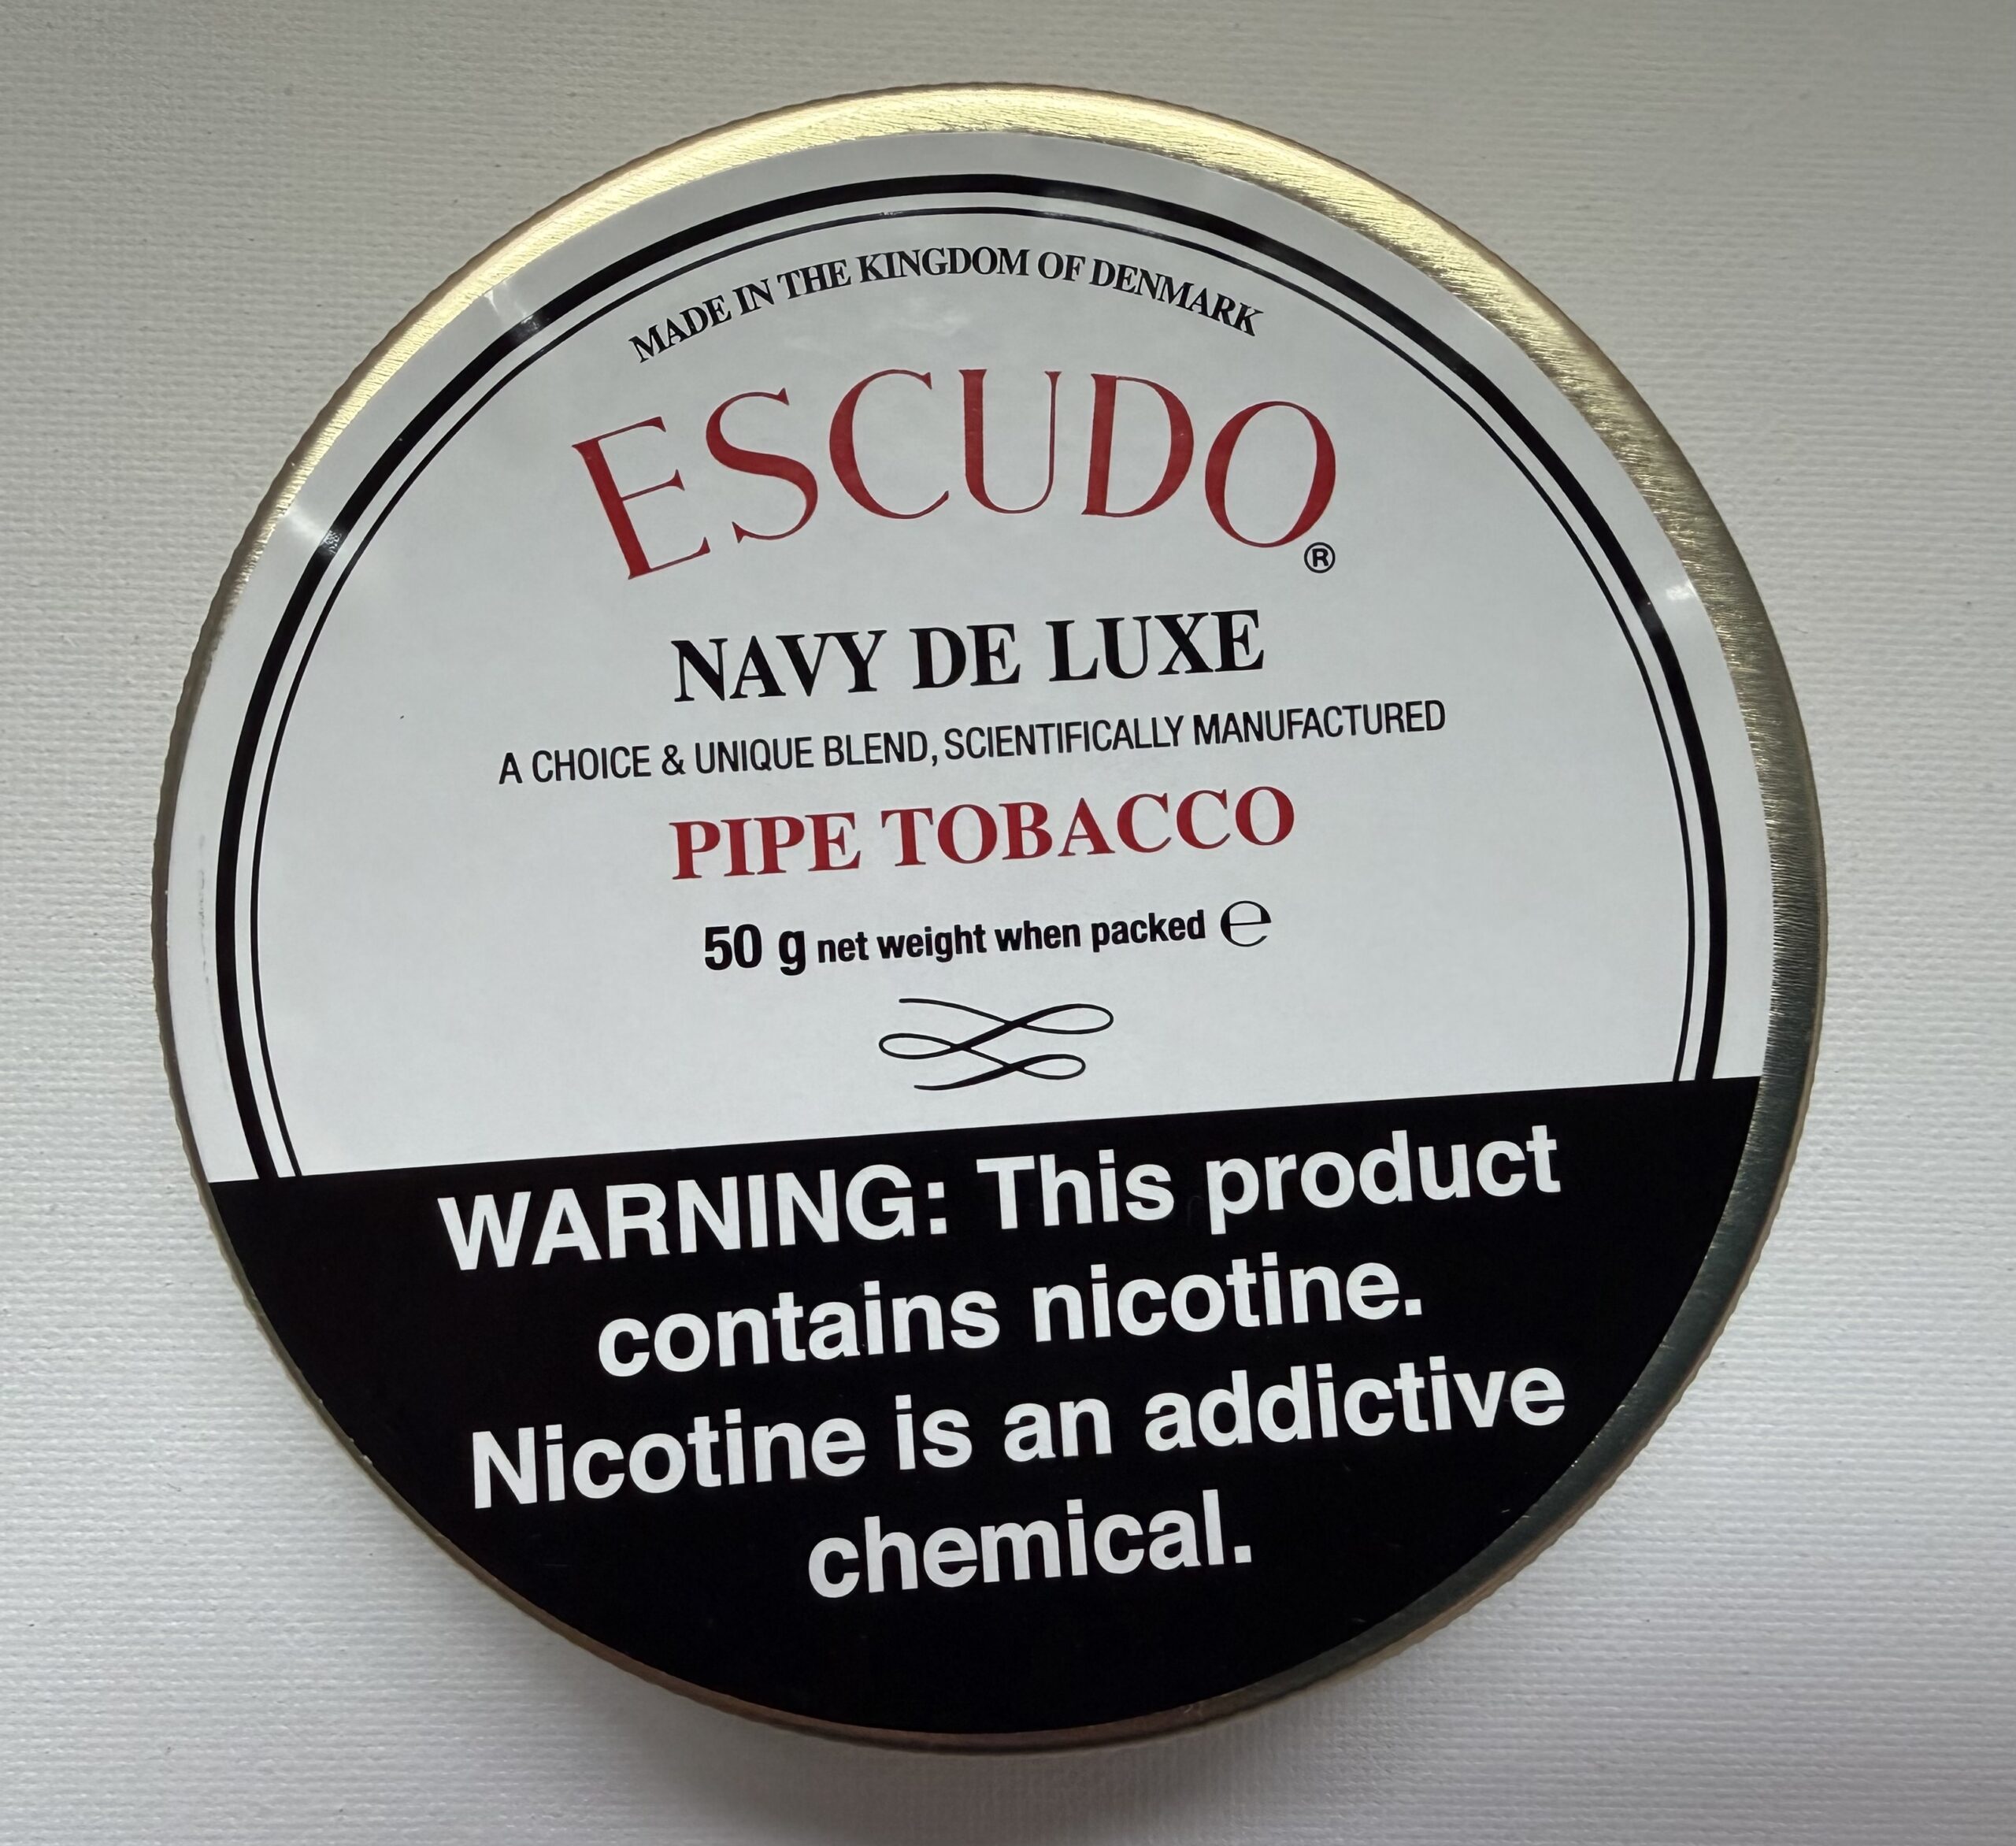 MADE IN THE KINGDOM OF DENMARK
ESCUDO®
NAVY DE LUXE
A CHOICE & UNIQUE BLEND, SCIENTIFICALLY MANUFACTURED
PIPE TOBACCO
50 g net weight when packed ℮
WARNING: This product
contains nicotine.
Nicotine is an addictive
chemical.